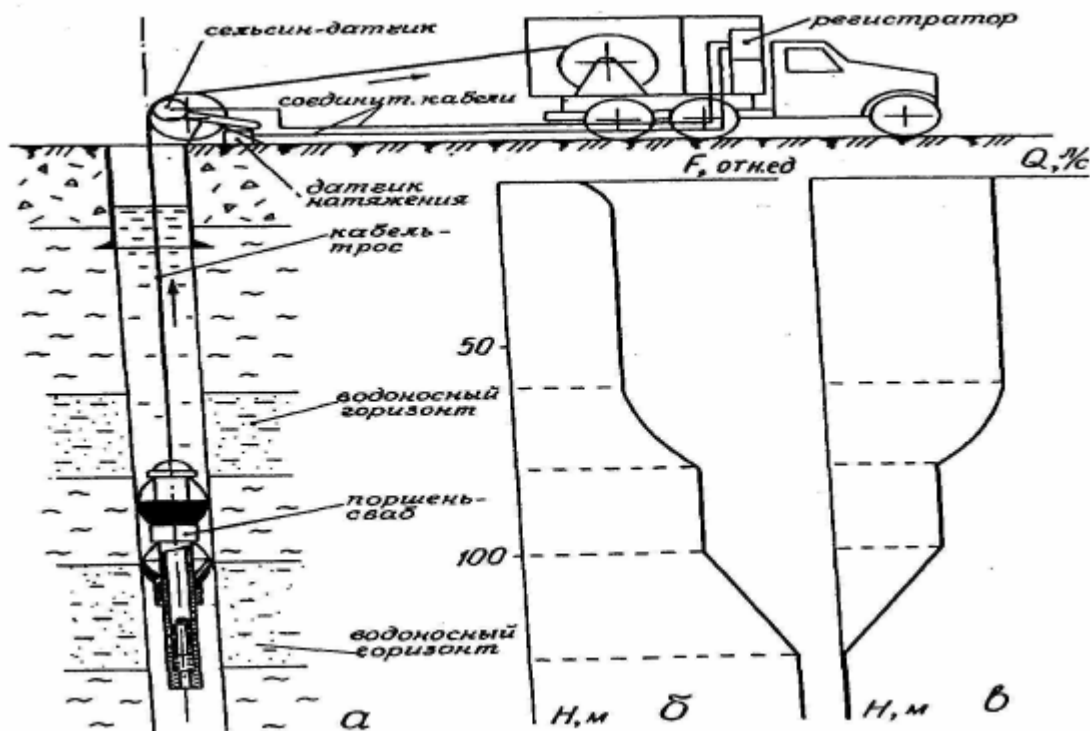 сельсин-датчик
регистратор
соединит. кабели
F, отн.ед
Q, л/с
датчик
натяжения
кабель-
трос
50
водоносный
горизонт
поршень-
сваб
100
водоносный
горизонт
а
H, м
б
H, м
в